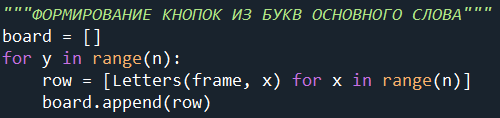 """ФОРМИРОВАНИЕ КНОПОК ИЗ БУКВ ОСНОВНОГО СЛОВА"""
board = []
for y in range(n):
    row = [Letters(frame, x) for x in range(n)]
    board.append(row)